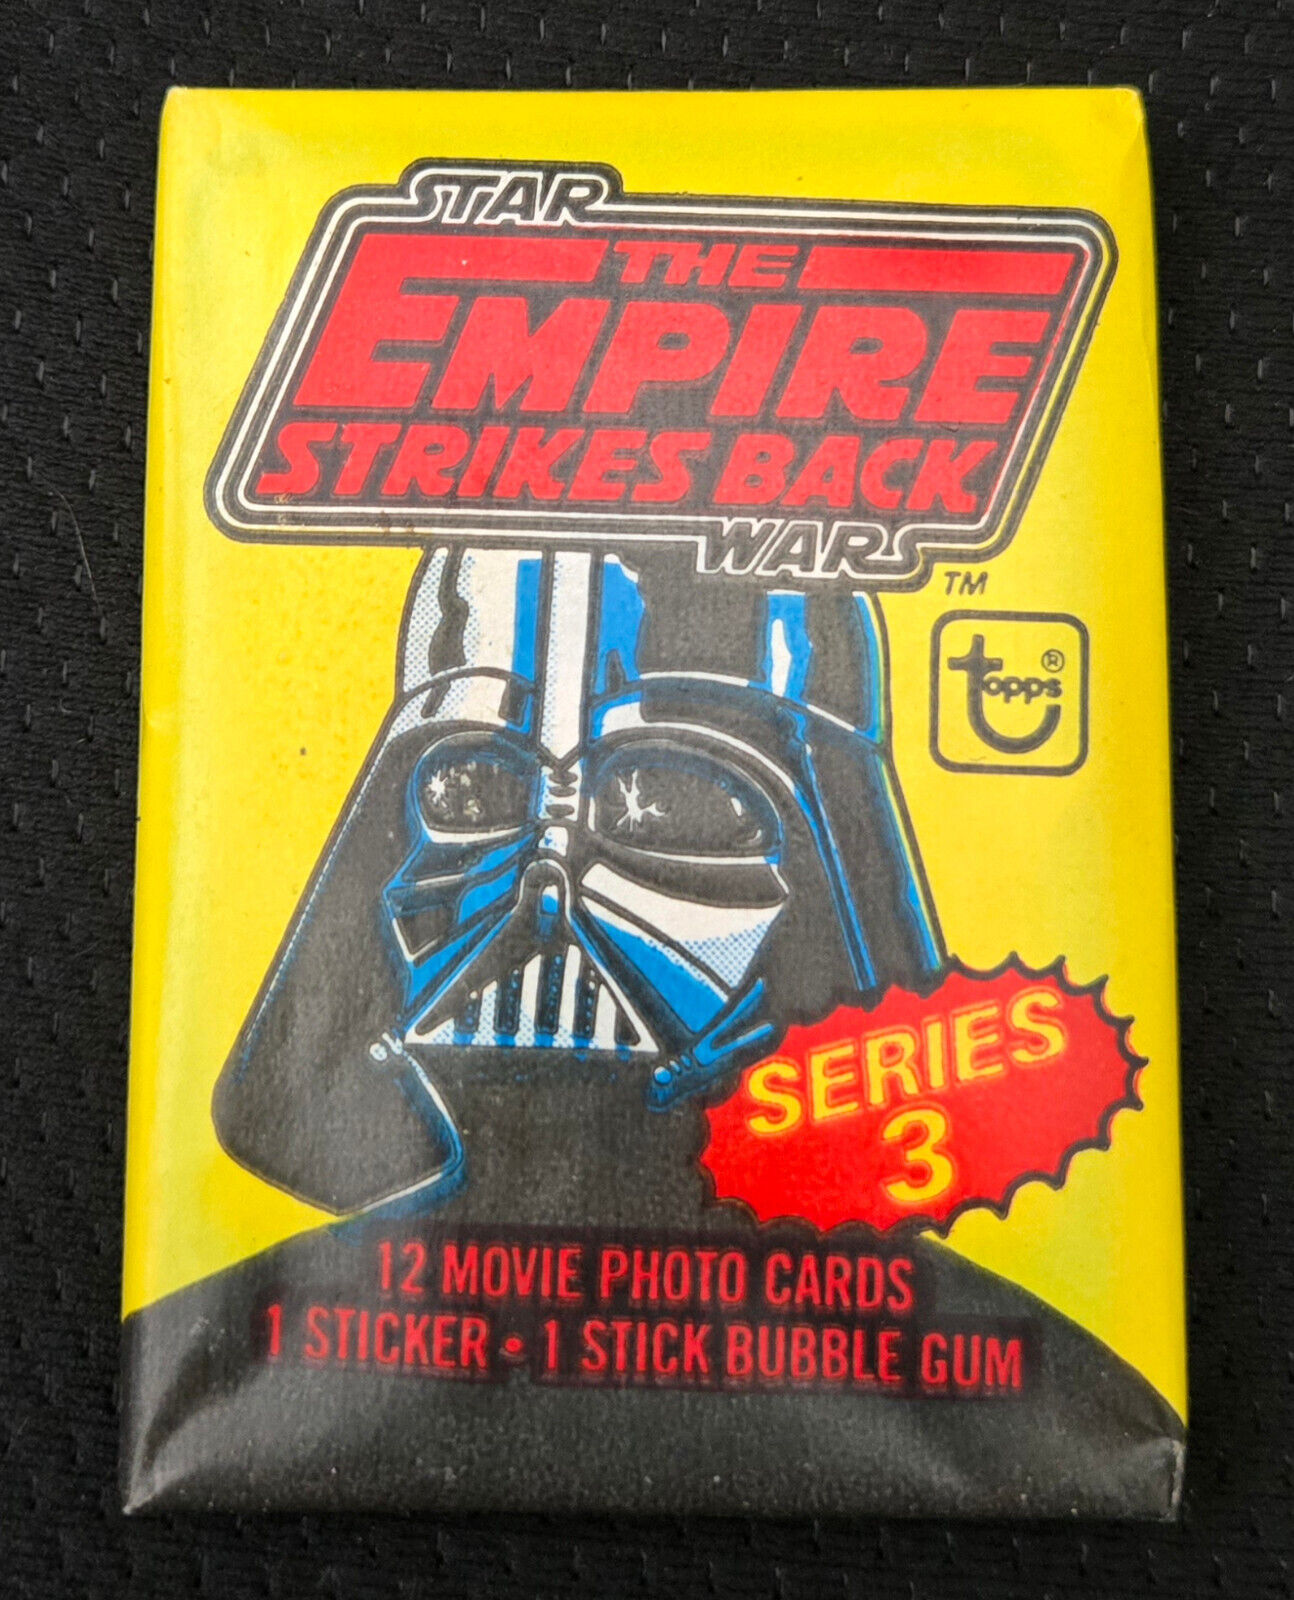 STAR
THE
EMPIRE
STRIKES BACK
WARS
TM
topps®
SERIES
3
12 MOVIE PHOTO CARDS
1 STICKER • 1 STICK BUBBLE GUM